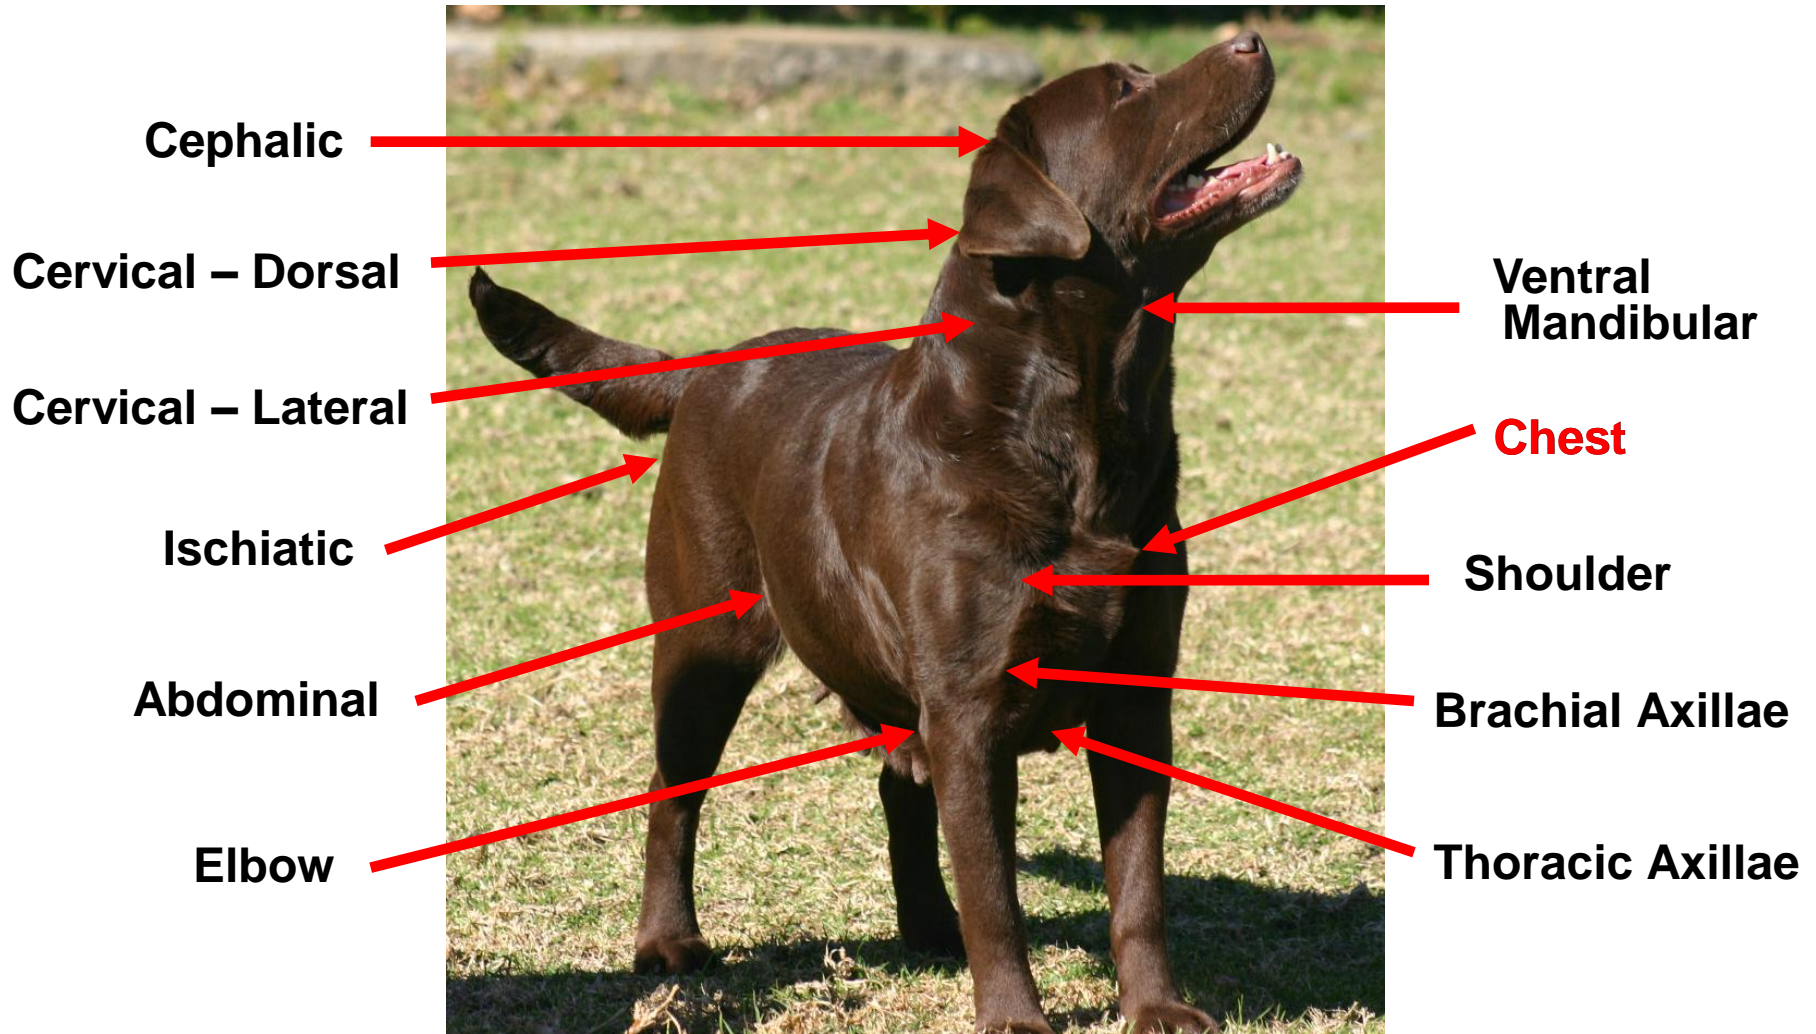 Cephalic
Cervical – Dorsal
Cervical – Lateral
Ischiatic
Abdominal
Elbow
Ventral
Mandibular
Chest
Shoulder
Brachial Axillae
Thoracic Axillae